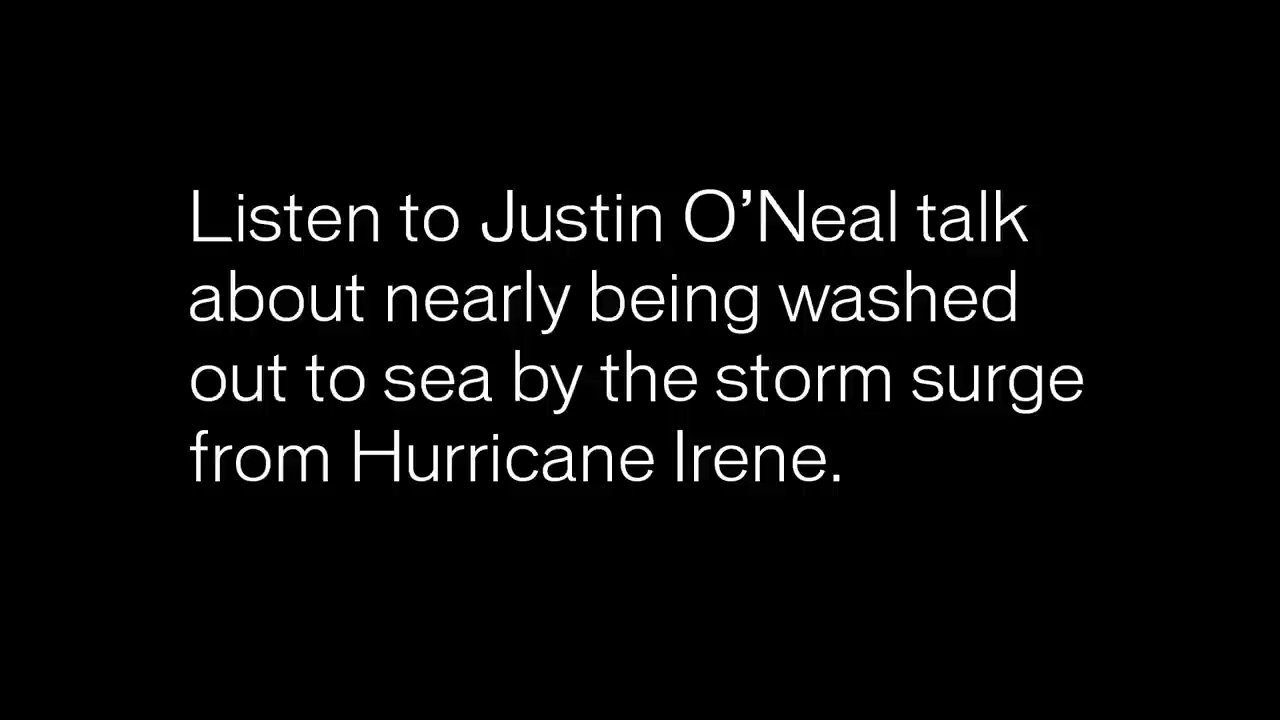 Listen to Justin O’Neal talk
about nearly being washed
out to sea by the storm surge
from Hurricane Irene.